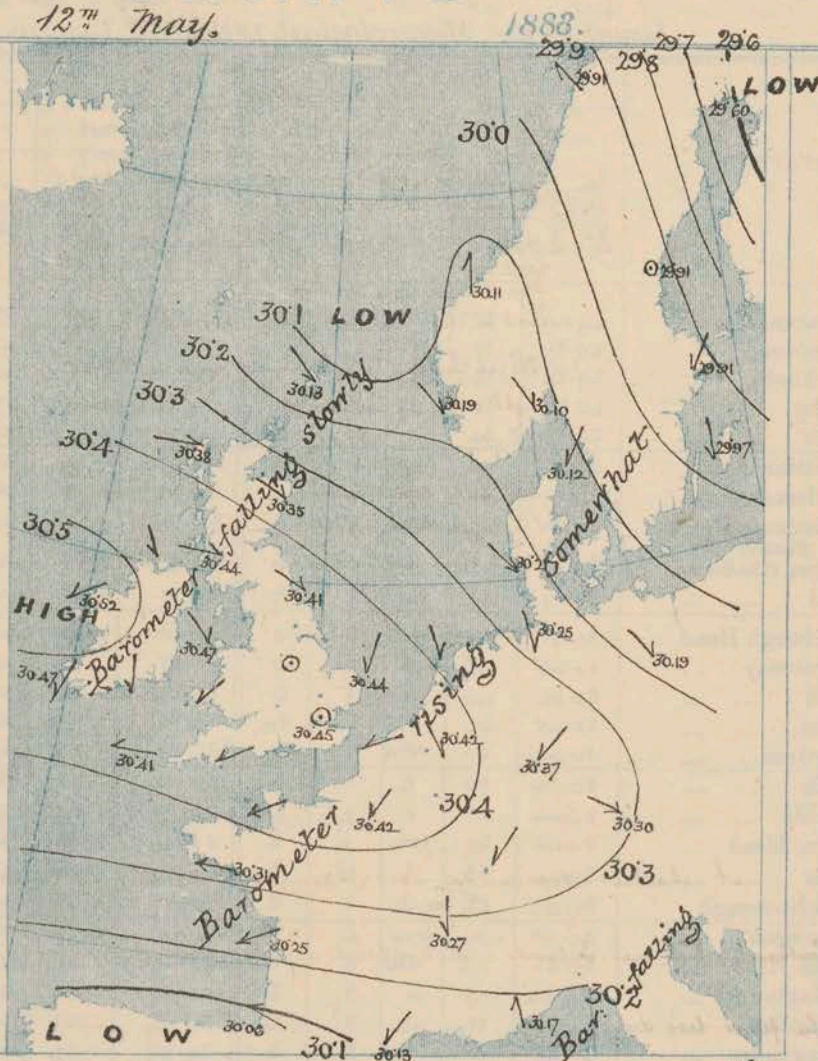 12TH May. 1883.
29.9 29.8 29.7 29.6
29.91 LOW
29.60
30.0
29.91
30.11
30.1 LOW
30.2 29.91
30.13
30.3 30.19 30.10
30.4 29.97
30.38 30.12
30.35
30.5
30.44
30.52 30.41
HIGH 30.25
30.47 30.19
30.47 30.44
30.45 30.42
30.41 30.37
30.4
30.42 30.30
30.31 30.3
30.25 30.27
30.2
30.17
LOW 30.06 30.1 30.13
Barometer falling slowly
Barometer rising somewhat
Bar. falling